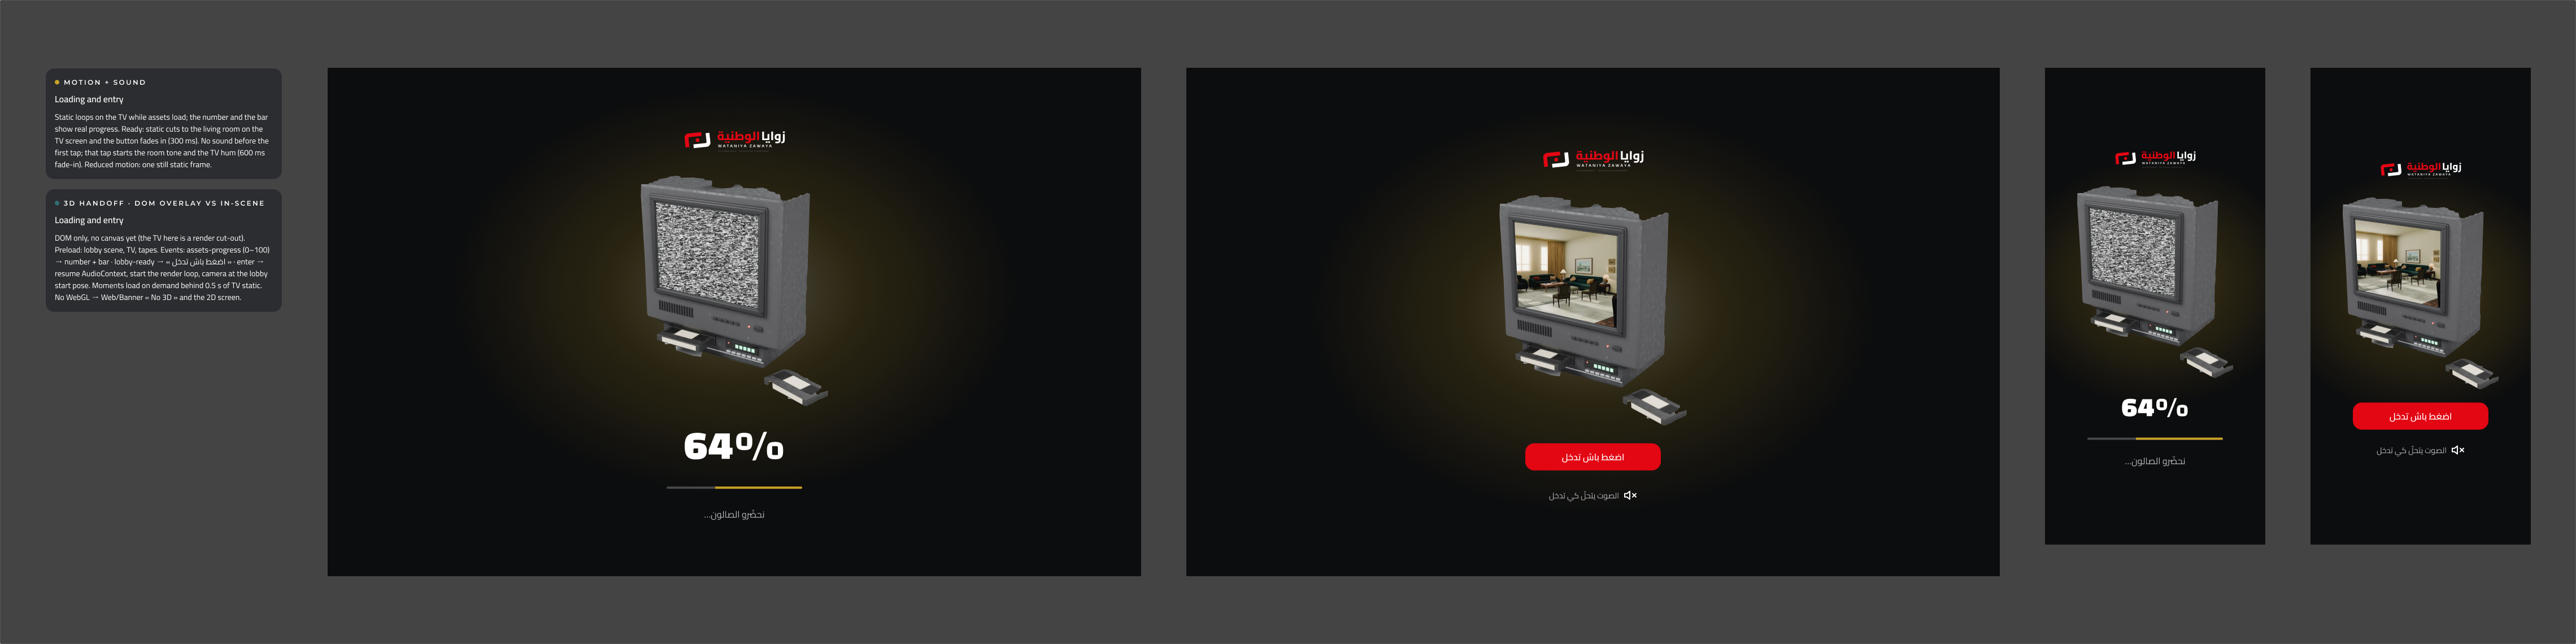 MOTION + SOUND
Loading and entry
Static loops on the TV while assets load; the number and the bar
show real progress. Ready: static cuts to the living room on the
TV screen and the button fades in (300 ms). No sound before the
first tap; that tap starts the room tone and the TV hum (600 ms
fade-in). Reduced motion: one still static frame.
3D HANDOFF · DOM OVERLAY VS IN-SCENE
Loading and entry
DOM only, no canvas yet (the TV here is a render cut-out).
Preload: lobby scene, TV, tapes. Events: assets-progress (0–100)
→ number + bar · lobby-ready → « اضغط باش تدخل » · enter →
resume AudioContext, start the render loop, camera at the lobby
start pose. Moments load on demand behind 0.5 s of TV static.
No WebGL → Web/Banner « No 3D » and the 2D screen.
زوايا الوطنية
WATANIYA ZAWAYA
64%
نحضّرو الصالون...
زوايا الوطنية
WATANIYA ZAWAYA
اضغط باش تدخل
الصوت يتحلّ كي تدخل
زوايا الوطنية
WATANIYA ZAWAYA
64%
نحضّرو الصالون...
زوايا الوطنية
WATANIYA ZAWAYA
اضغط باش تدخل
الصوت يتحلّ كي تدخل